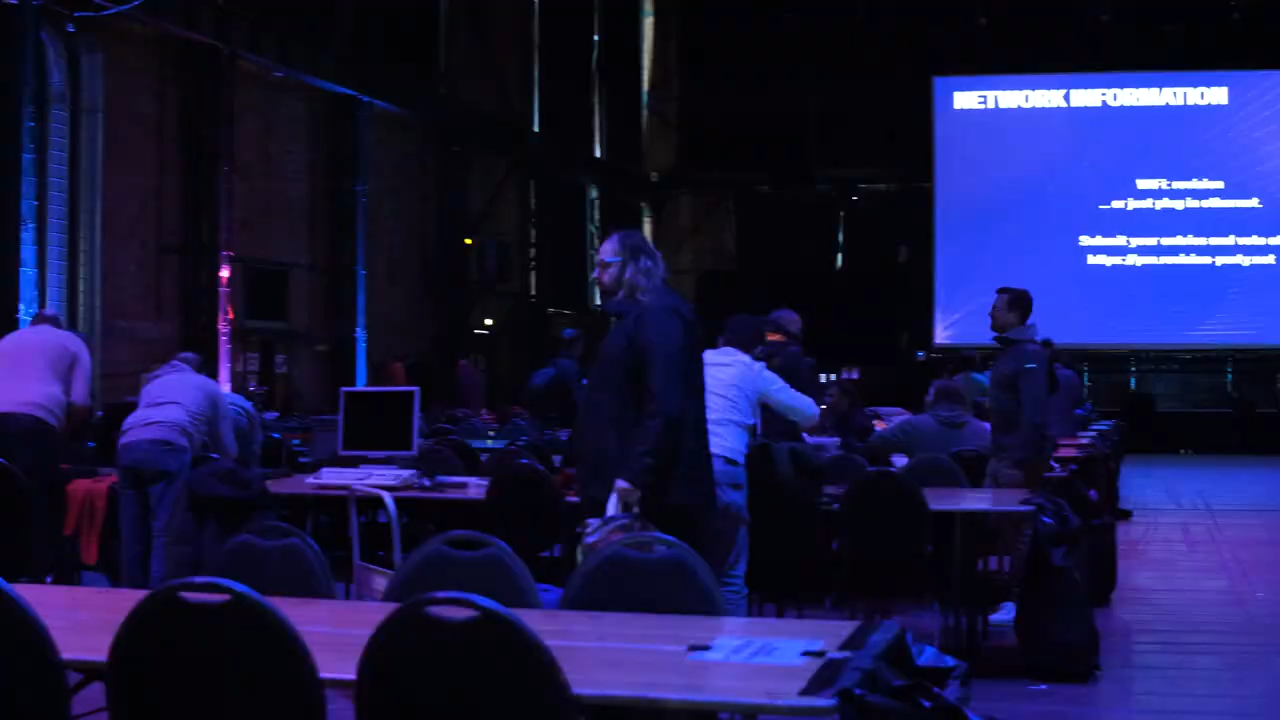 NETWORK INFORMATION
WiFi: revision
... or just plug in ethernet.
Submit your entries and vote
https://pm.revision-party.net